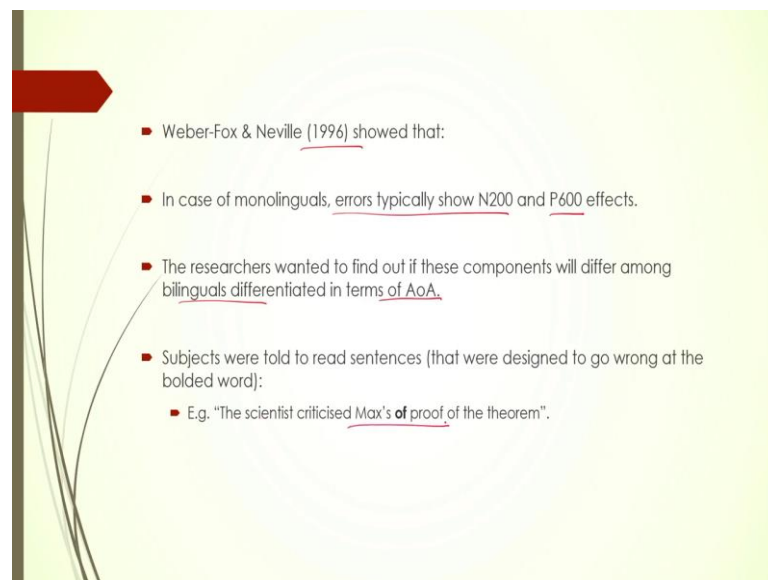 Weber-Fox & Neville (1996) showed that:
In case of monolinguals, errors typically show N200 and P600 effects.
The researchers wanted to find out if these components will differ among
bilinguals differentiated in terms of AoA.
Subjects were told to read sentences (that were designed to go wrong at the
bolded word):
E.g. “The scientist criticised Max’s of proof of the theorem”.